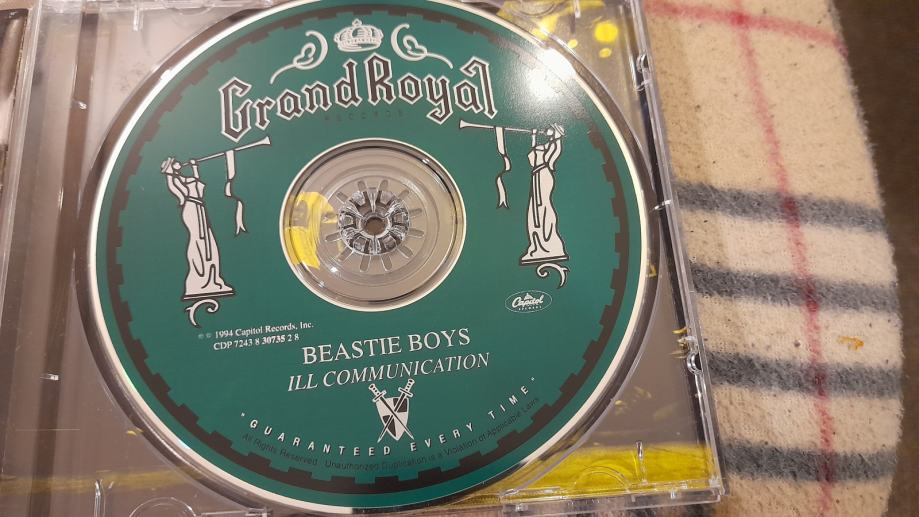 Grand Royal
RECORDS
Capitol
RECORDS
℗ © 1994 Capitol Records, Inc.
CDP 7243 8 30735 2 8
BEASTIE BOYS
ILL COMMUNICATION
"GUARANTEED EVERY TIME"
All Rights Reserved Unauthorized Duplication is a Violation of Applicable Laws